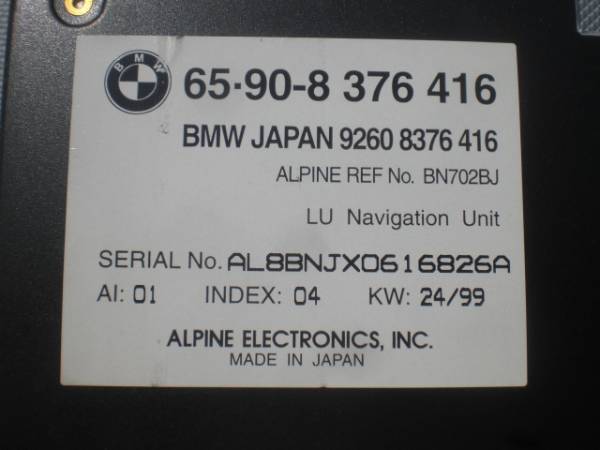 BMW 65·90-8 376 416
BMW JAPAN 9260 8376 416
ALPINE REF No. BN702BJ
LU Navigation Unit
SERIAL No. AL8BNJX0616826A
AI: 01 INDEX: 04 KW: 24/99
ALPINE ELECTRONICS, INC.
MADE IN JAPAN